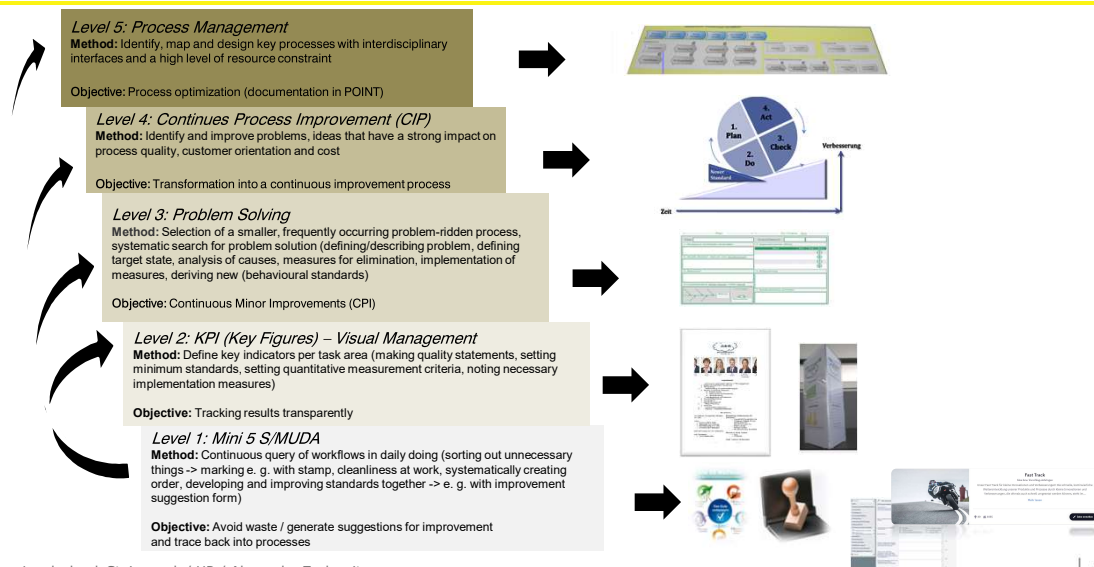 Level 5: Process Management
Method: Identify, map and design key processes with interdisciplinary
interfaces and a high level of resource constraint
Objective: Process optimization (documentation in POINT)
Level 4: Continues Process Improvement (CIP)
Method: Identify and improve problems, ideas that have a strong impact on
process quality, customer orientation and cost
Objective: Transformation into a continuous improvement process
1.
Plan
2.
Do
3.
Check
4.
Act
Verbesserung
Neuer
Standard
Zeit
Level 3: Problem Solving
Method: Selection of a smaller, frequently occurring problem-ridden process,
systematic search for problem solution (defining/describing problem, defining
target state, analysis of causes, measures for elimination, implementation of
measures, deriving new (behavioural standards)
Objective: Continuous Minor Improvements (CPI)
Level 2: KPI (Key Figures) – Visual Management
Method: Define key indicators per task area (making quality statements, setting
minimum standards, setting quantitative measurement criteria, noting necessary
implementation measures)
Objective: Tracking results transparently
Level 1: Mini 5 S/MUDA
Method: Continuous query of workflows in daily doing (sorting out unnecessary
things -> marking e. g. with stamp, cleanliness at work, systematically creating
order, developing and improving standards together -> e. g. with improvement
suggestion form)
Objective: Avoid waste / generate suggestions for improvement
and trace back into processes
Fast Track